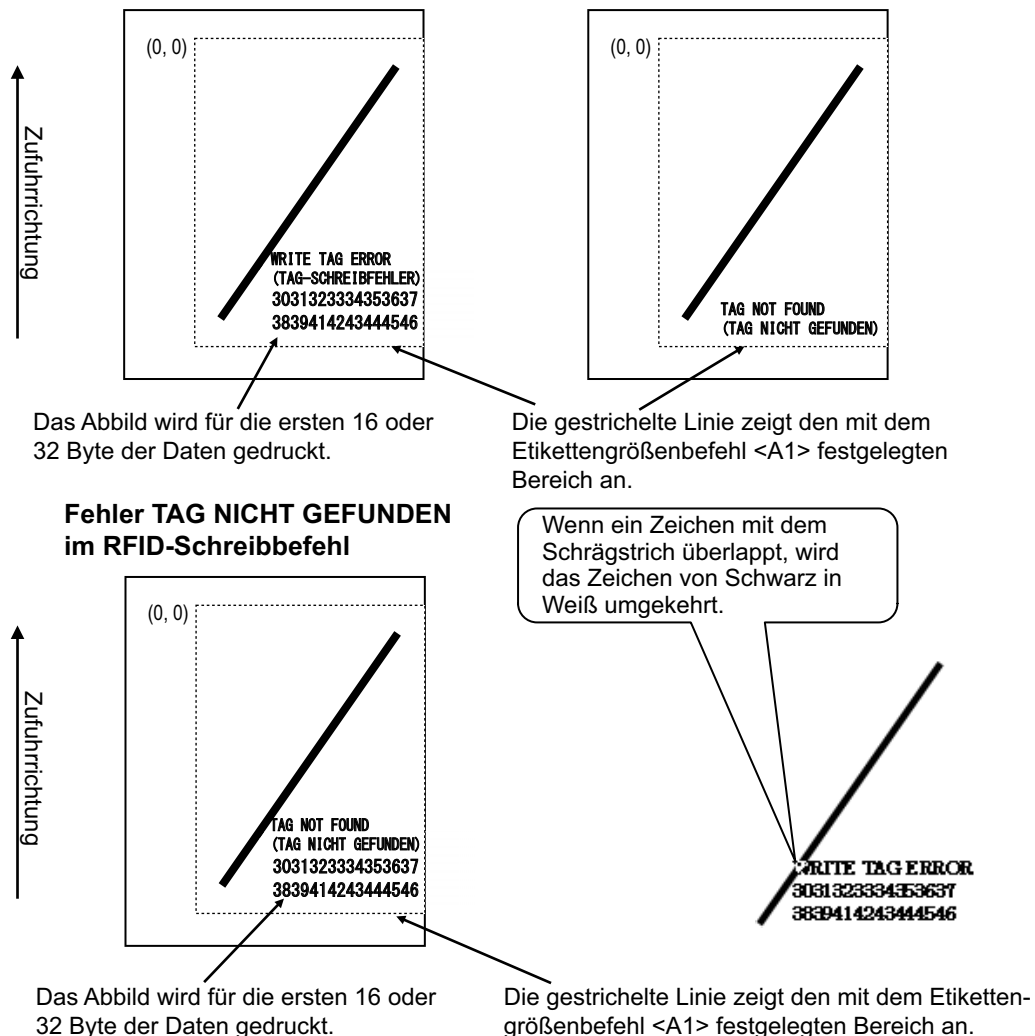 (0, 0)
Zufuhrrichtung
WRITE TAG ERROR
(TAG-SCHREIBFEHLER)
3031323334353637
3839414243444546
(0, 0)
TAG NOT FOUND
(TAG NICHT GEFUNDEN)
Das Abbild wird für die ersten 16 oder
32 Byte der Daten gedruckt.
Die gestrichelte Linie zeigt den mit dem
Etikettengrößenbefehl <A1> festgelegten
Bereich an.
Fehler TAG NICHT GEFUNDEN
im RFID-Schreibbefehl
(0, 0)
Zufuhrrichtung
TAG NOT FOUND
(TAG NICHT GEFUNDEN)
3031323334353637
3839414243444546
Wenn ein Zeichen mit dem
Schrägstrich überlappt, wird
das Zeichen von Schwarz in
Weiß umgekehrt.
WRITE TAG ERROR
3031323334353637
3839414243444546
Das Abbild wird für die ersten 16 oder
32 Byte der Daten gedruckt.
Die gestrichelte Linie zeigt den mit dem Etiketten-
größenbefehl <A1> festgelegten Bereich an.